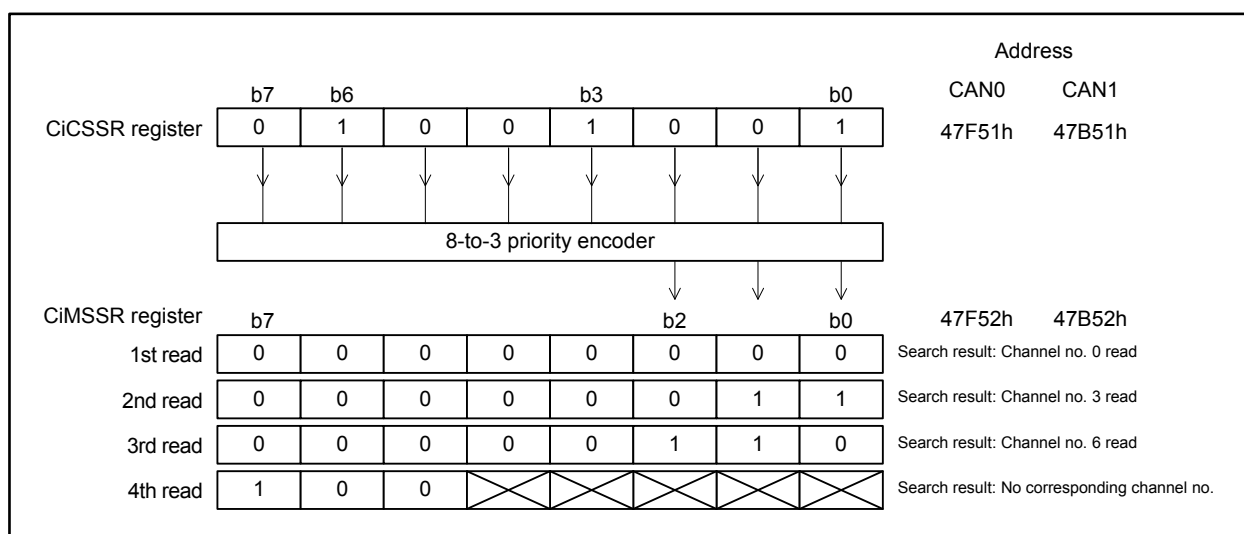 Address
CAN0 CAN1
b7 b6 b3 b0
CiCSSR register 0 1 0 0 1 0 0 1 47F51h 47B51h
8-to-3 priority encoder
CiMSSR register b7 b2 b0 47F52h 47B52h
1st read 0 0 0 0 0 0 0 0 Search result: Channel no. 0 read
2nd read 0 0 0 0 0 0 1 1 Search result: Channel no. 3 read
3rd read 0 0 0 0 0 1 1 0 Search result: Channel no. 6 read
4th read 1 0 0 Search result: No corresponding channel no.